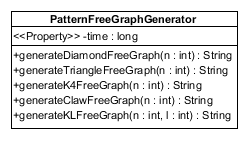 PatternFreeGraphGenerator
<<Property>> -time : long
+generateDiamondFreeGraph(n : int) : String
+generateTriangleFreeGraph(n : int) : String
+generateK4FreeGraph(n : int) : String
+generateClawFreeGraph(n : int) : String
+generateKLFreeGraph(n : int, l : int) : String